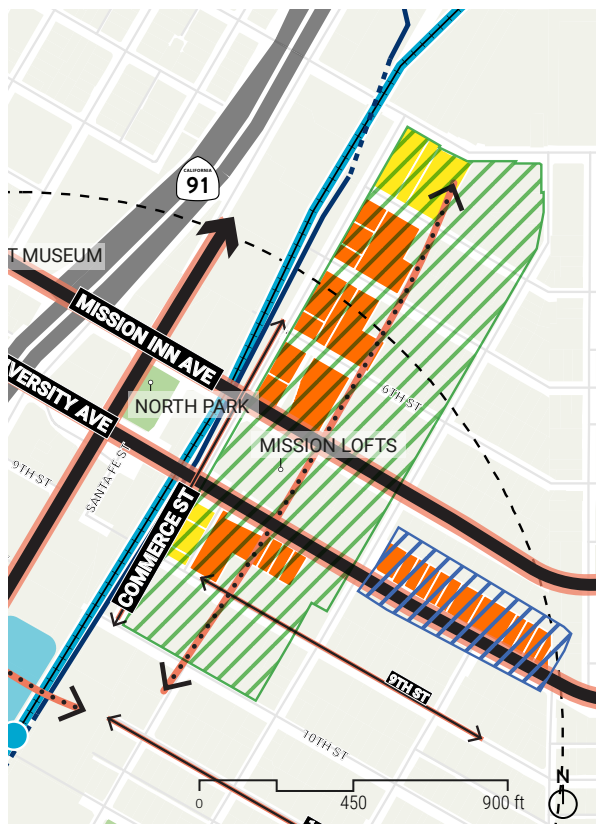 CALIFORNIA
91
T MUSEUM
MISSION INN AVE
VERSITY AVE
NORTH PARK
6TH ST
MISSION LOFTS
9TH ST
SANTA FE ST
COMMERCE ST
9TH ST
10TH ST
N
0 450 900 ft